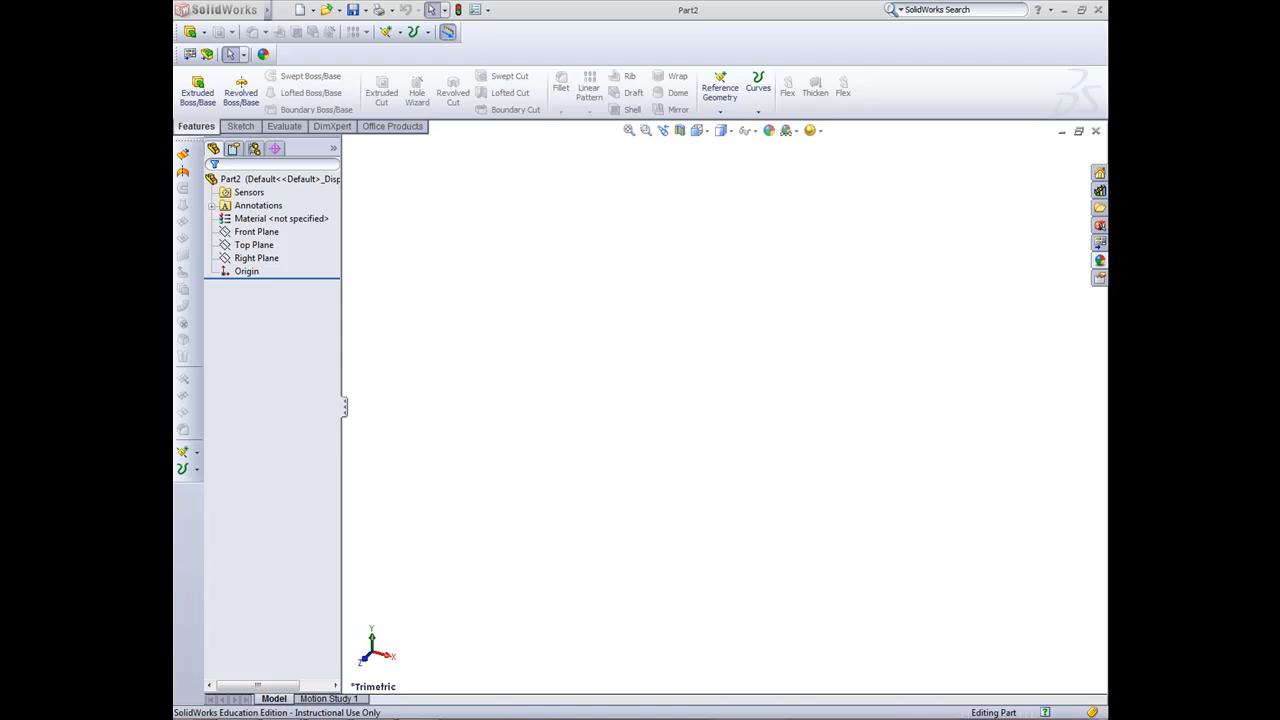 SolidWorks
Part2
SolidWorks Search
Extruded Boss/Base
Revolved Boss/Base
Swept Boss/Base
Lofted Boss/Base
Boundary Boss/Base
Extruded Cut
Hole Wizard
Revolved Cut
Swept Cut
Lofted Cut
Boundary Cut
Fillet
Linear Pattern
Rib
Draft
Shell
Wrap
Dome
Mirror
Reference Geometry
Curves
Flex
Thicken
Flex
Features
Sketch
Evaluate
DimXpert
Office Products
Part2 (Default<<Default>_Disp
Sensors
A Annotations
Material <not specified>
Front Plane
Top Plane
Right Plane
Origin
Y
Z
X
*Trimetric
Model
Motion Study 1
SolidWorks Education Edition - Instructional Use Only
Editing Part